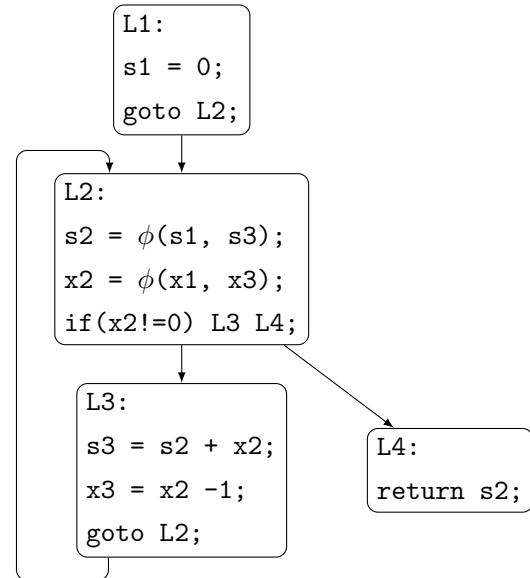 L1:
s1 = 0;
goto L2;
L2:
s2 = ϕ(s1, s3);
x2 = ϕ(x1, x3);
if(x2!=0) L3 L4;
L3:
s3 = s2 + x2;
x3 = x2 -1;
goto L2;
L4:
return s2;